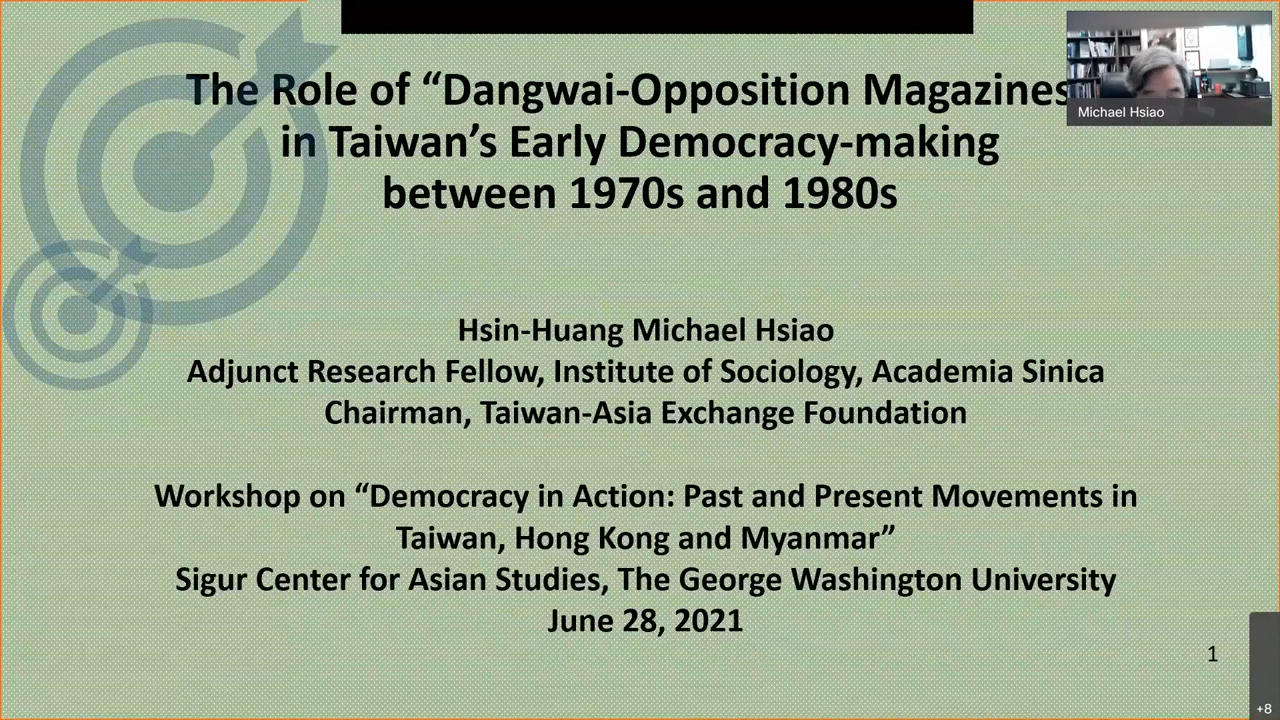 The Role of “Dangwai-Opposition Magazines
in Taiwan’s Early Democracy-making
between 1970s and 1980s
Michael Hsiao
Hsin-Huang Michael Hsiao
Adjunct Research Fellow, Institute of Sociology, Academia Sinica
Chairman, Taiwan-Asia Exchange Foundation
Workshop on “Democracy in Action: Past and Present Movements in
Taiwan, Hong Kong and Myanmar”
Sigur Center for Asian Studies, The George Washington University
June 28, 2021
1
+8